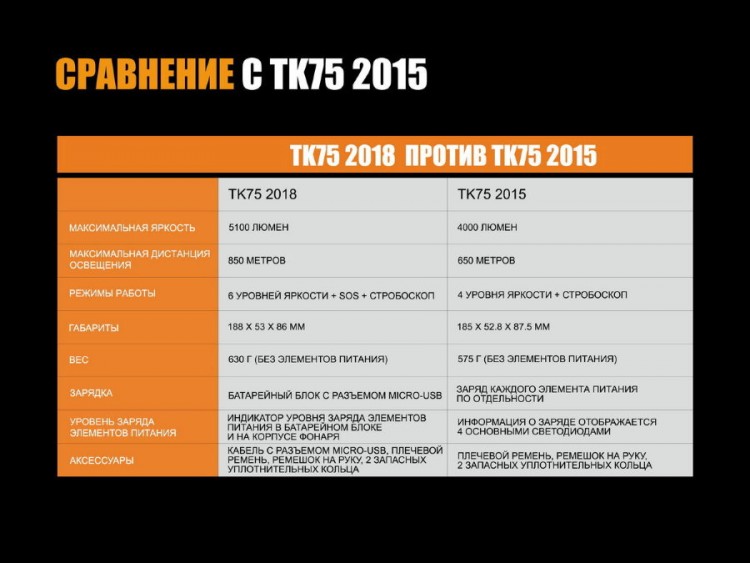 СРАВНЕНИЕ С TK75 2015
TK75 2018 ПРОТИВ TK75 2015
TK75 2018
TK75 2015
МАКСИМАЛЬНАЯ ЯРКОСТЬ
5100 ЛЮМЕН
4000 ЛЮМЕН
МАКСИМАЛЬНАЯ ДИСТАНЦИЯ
ОСВЕЩЕНИЯ
850 МЕТРОВ
650 МЕТРОВ
РЕЖИМЫ РАБОТЫ
6 УРОВНЕЙ ЯРКОСТИ + SOS + СТРОБОСКОП
4 УРОВНЯ ЯРКОСТИ + СТРОБОСКОП
ГАБАРИТЫ
188 X 53 X 86 ММ
185 X 52.8 X 87.5 ММ
ВЕС
630 Г (БЕЗ ЭЛЕМЕНТОВ ПИТАНИЯ)
575 Г (БЕЗ ЭЛЕМЕНТОВ ПИТАНИЯ)
ЗАРЯДКА
БАТАРЕЙНЫЙ БЛОК С РАЗЪЕМОМ MICRO-USB
ЗАРЯД КАЖДОГО ЭЛЕМЕНТА ПИТАНИЯ
ПО ОТДЕЛЬНОСТИ
УРОВЕНЬ ЗАРЯДА
ЭЛЕМЕНТОВ ПИТАНИЯ
ИНДИКАТОР УРОВНЯ ЗАРЯДА ЭЛЕМЕНТОВ
ПИТАНИЯ В БАТАРЕЙНОМ БЛОКЕ
И НА КОРПУСЕ ФОНАРЯ
ИНФОРМАЦИЯ О ЗАРЯДЕ ОТОБРАЖАЕТСЯ
4 ОСНОВНЫМИ СВЕТОДИОДАМИ
АКСЕССУАРЫ
КАБЕЛЬ С РАЗЪЕМОМ MICRO-USB, ПЛЕЧЕВОЙ
РЕМЕНЬ, РЕМЕШОК НА РУКУ, 2 ЗАПАСНЫХ
УПЛОТНИТЕЛЬНЫХ КОЛЬЦА
ПЛЕЧЕВОЙ РЕМЕНЬ, РЕМЕШОК НА РУКУ,
2 ЗАПАСНЫХ УПЛОТНИТЕЛЬНЫХ КОЛЬЦА